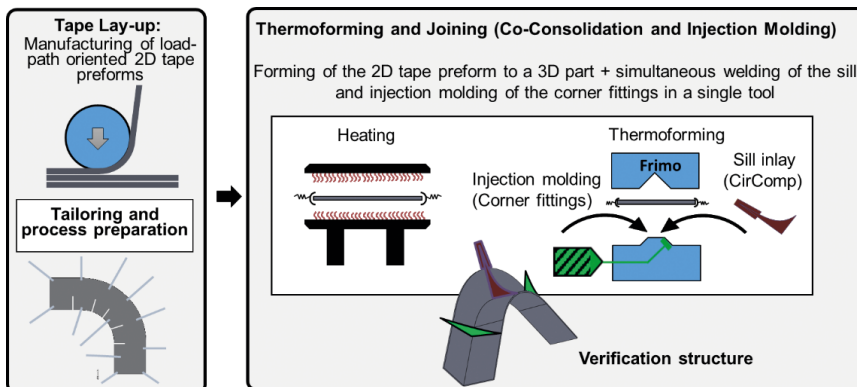 Tape Lay-up:
Manufacturing of load-
path oriented 2D tape
preforms
Tailoring and
process preparation
Thermoforming and Joining (Co-Consolidation and Injection Molding)
Forming of the 2D tape preform to a 3D part + simultaneous welding of the sill
and injection molding of the corner fittings in a single tool
Heating
Thermoforming
Frimo
Sill inlay
(CirComp)
Injection molding
(Corner fittings)
Verification structure